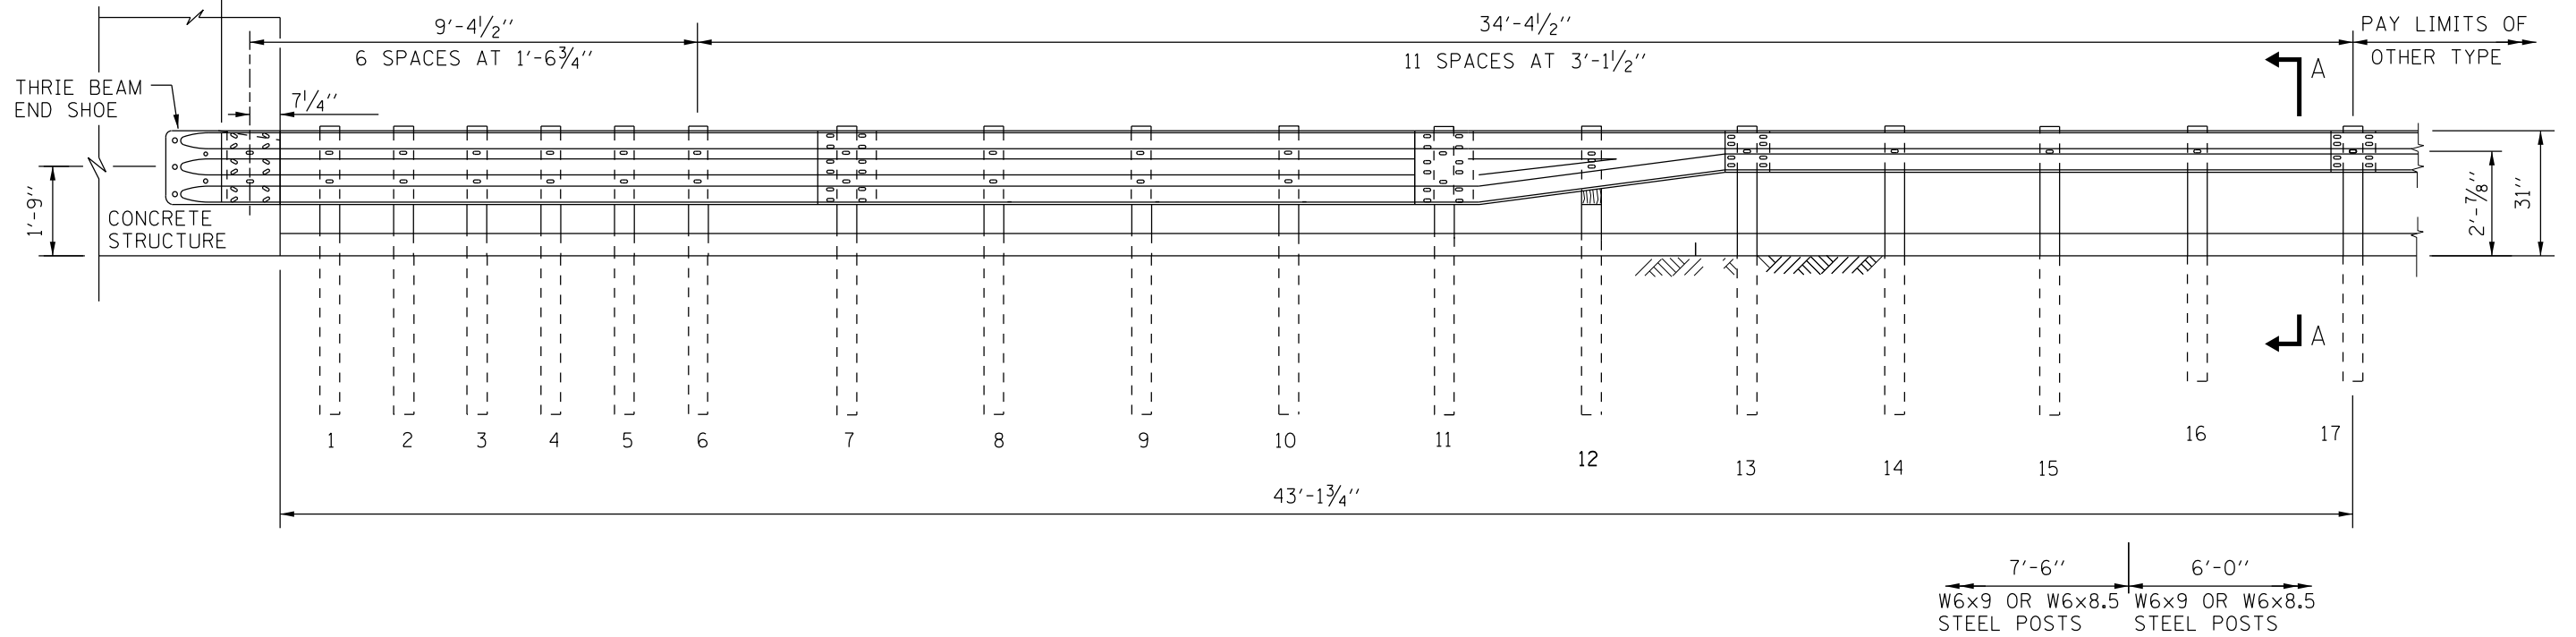 9'-4½''
6 SPACES AT 1'-6¾''
34'-4½''
11 SPACES AT 3'-1½''
PAY LIMITS OF
OTHER TYPE
A
THRIE BEAM
END SHOE
7¼''
1'-9''
CONCRETE
STRUCTURE
2'-⅞''
31''
A
1 2 3 4 5 6 7 8 9 10 11 12 13 14 15 16 17
43'-1¾''
7'-6''
6'-0''
W6x9 OR W6x8.5
STEEL POSTS
W6x9 OR W6x8.5
STEEL POSTS